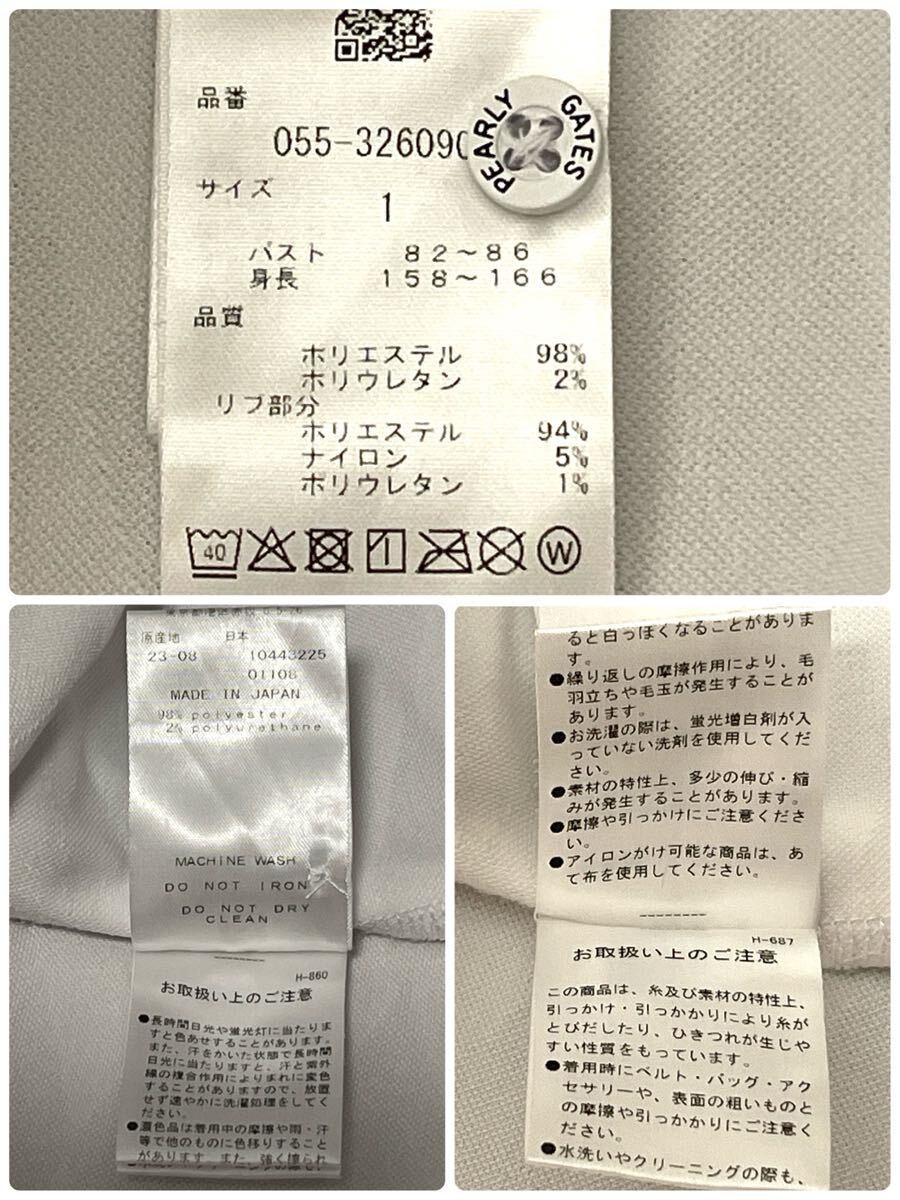 品番
055-326090
PEARLY GATES
サイズ
1
バスト 82～86
身長 158～166
品質
ポリエステル 98%
ポリウレタン 2%
リブ部分
ポリエステル 94%
ナイロン 5%
ポリウレタン 1%
40
W
原産地 日本
23-08 10443225
01108
MADE IN JAPAN
98% polyester
2% polyurethane
MACHINE WASH
DO NOT IRON
DO NOT DRY
CLEAN
H-860
お取扱い上のご注意
●長時間日光や蛍光灯に当たりま
すと色あせすることがあります。
また、汗をかいた状態で長時間
日光に当たりますと、汗と紫外
線の複合作用によりまれに変色
することがありますので、放置
せず速やかに洗濯処理をしてく
ださい。
●濃色品は着用中の摩擦や雨・汗
等で他のものに色移りすること
があります。また、強く擦られ
ると白っぽくなることがありま
す。
●繰り返しの摩擦作用により、毛
羽立ちや毛玉が発生することが
あります。
●お洗濯の際は、蛍光増白剤が入
っていない洗剤を使用してくだ
さい。
●素材の特性上、多少の伸び・縮
みが発生することがあります。
●摩擦や引っかけにご注意くださ
い。
●アイロンがけ可能な商品は、あ
て布を使用してください。
--------
H-687
お取扱い上のご注意
この商品は、糸及び素材の特性上、
引っかけ・引っかかりにより糸が
とびだしたり、ひきつれが生じや
すい性質をもっています。
●着用時にベルト・バッグ・アク
セサリーや、表面の粗いものと
の摩擦や引っかかりにご注意く
ださい。
●水洗いやクリーニングの際も、